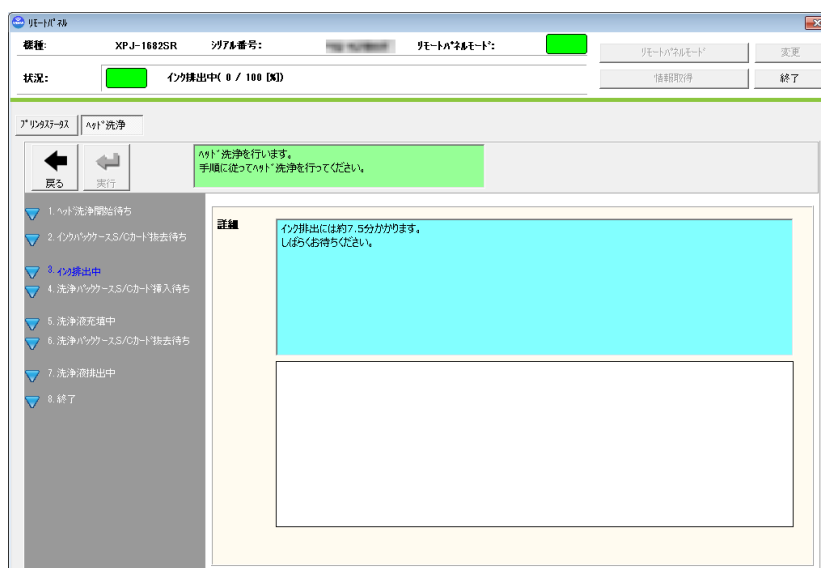 ﾘﾓｰﾄﾊﾟﾈﾙ
機種:
XPJ-1682SR
ｼﾘｱﾙ番号:
ﾘﾓｰﾄﾊﾟﾈﾙﾓｰﾄﾞ:
ﾘﾓｰﾄﾊﾟﾈﾙﾓｰﾄﾞ
変更
状況:
ｲﾝｸ排出中( 0 / 100 [%])
情報取得
終了
ﾌﾟﾘﾝﾀｽﾃｰﾀｽ
ﾍｯﾄﾞ洗浄
戻る
実行
ﾍｯﾄﾞ洗浄を行います。
手順に従ってﾍｯﾄﾞ洗浄を行ってください。
1. ﾍｯﾄﾞ洗浄開始待ち
2. ｲﾝｸﾊﾟｯｸｹｰｽ,S/Cｶｰﾄﾞ抜去待ち
3. ｲﾝｸ排出中
4. 洗浄ﾊﾟｯｸｹｰｽ,S/Cｶｰﾄﾞ挿入待ち
5. 洗浄液充填中
6. 洗浄ﾊﾟｯｸｹｰｽ,S/Cｶｰﾄﾞ抜去待ち
7. 洗浄液排出中
8. 終了
詳細
ｲﾝｸ排出には約7.5分かかります。
しばらくお待ちください。